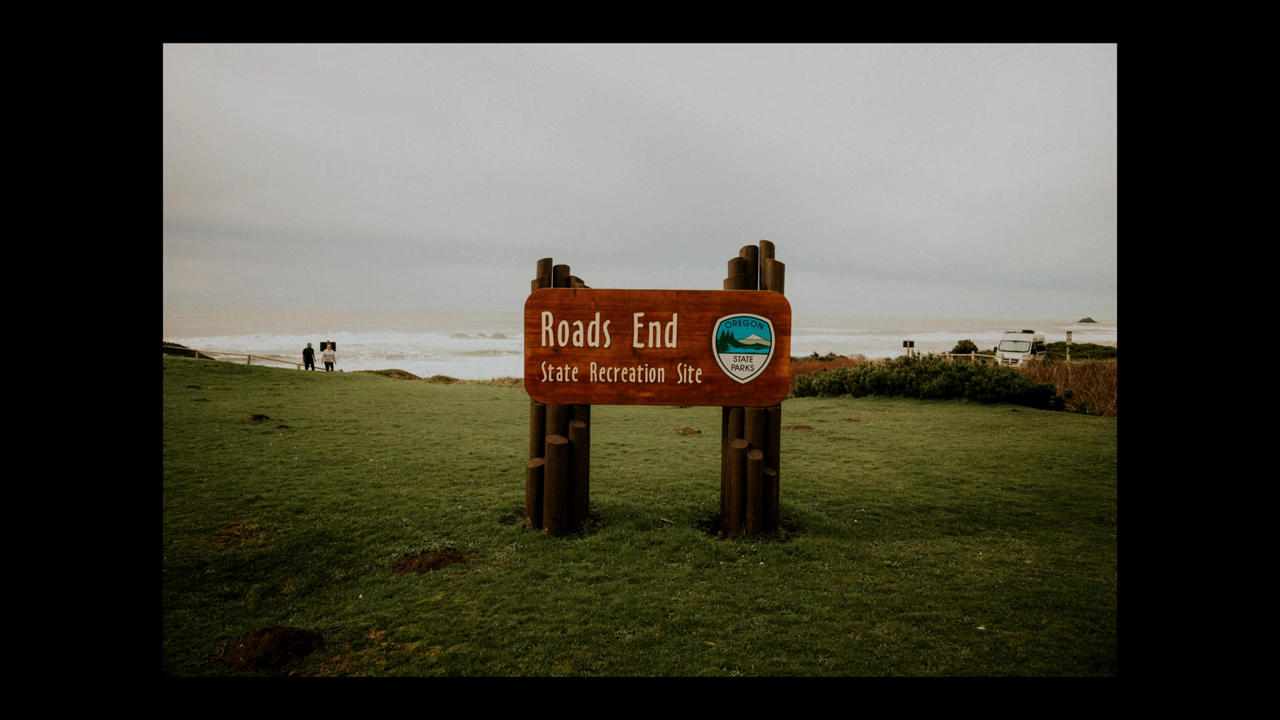 Roads End
State Recreation Site
OREGON
STATE
PARKS